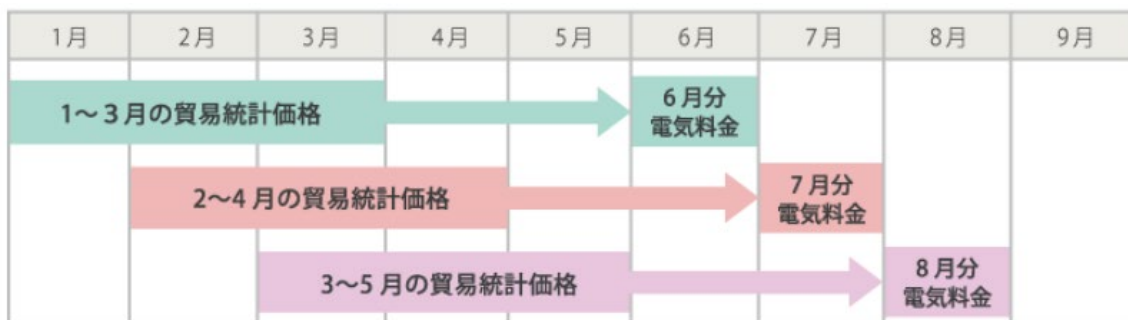 1月 2月 3月 4月 5月 6月 7月 8月 9月
1～3月の貿易統計価格
6月分
電気料金
2～4月の貿易統計価格
7月分
電気料金
3～5月の貿易統計価格
8月分
電気料金